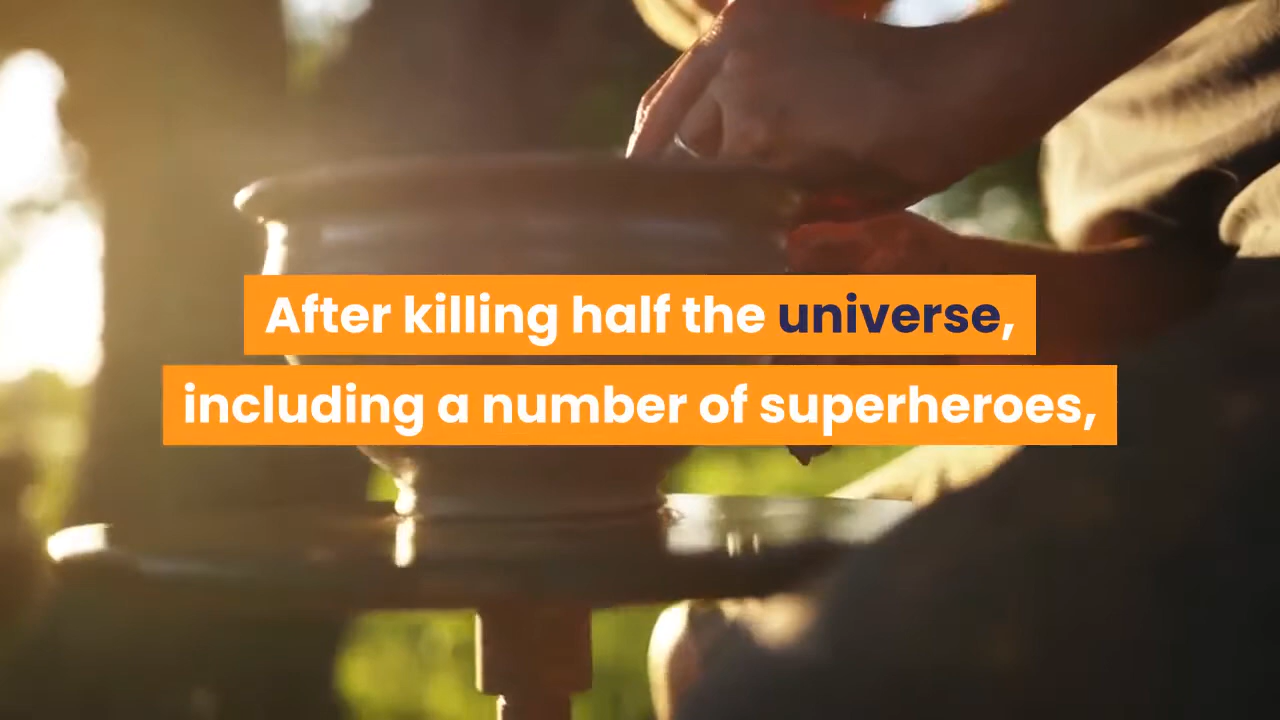 After killing half the universe,
including a number of superheroes,